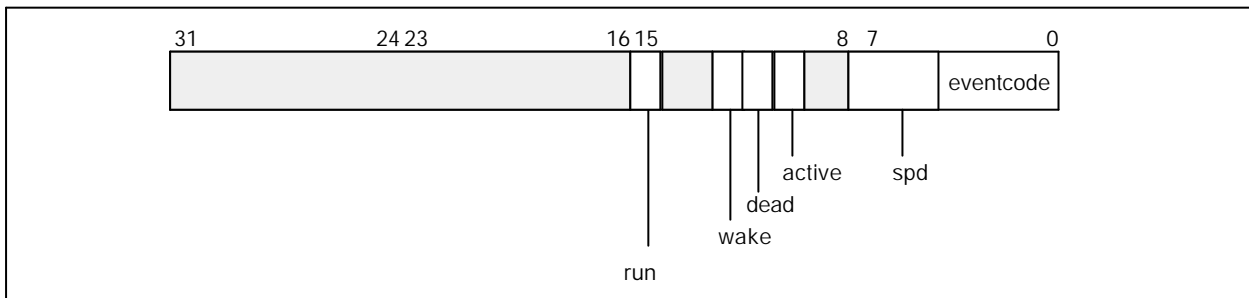 31 24 23 16 15 8 7 0
eventcode
active spd
dead
wake
run